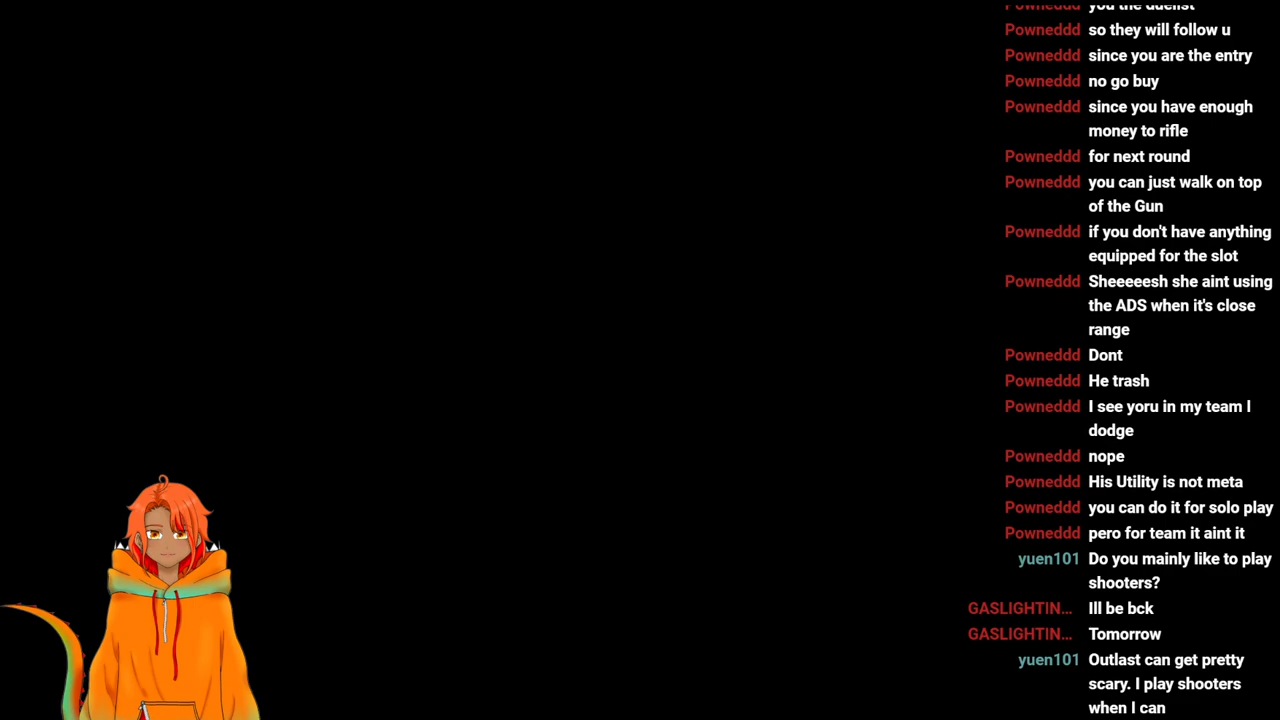 Powneddd you the duelist
Powneddd so they will follow u
Powneddd since you are the entry
Powneddd no go buy
Powneddd since you have enough
money to rifle
Powneddd for next round
Powneddd you can just walk on top
of the Gun
Powneddd if you don't have anything
equipped for the slot
Powneddd Sheeeeesh she aint using
the ADS when it's close
range
Powneddd Dont
Powneddd He trash
Powneddd I see yoru in my team I
dodge
Powneddd nope
Powneddd His Utility is not meta
Powneddd you can do it for solo play
Powneddd pero for team it aint it
yuen101 Do you mainly like to play
shooters?
GASLIGHTIN... Ill be bck
GASLIGHTIN... Tomorrow
yuen101 Outlast can get pretty
scary. I play shooters
when I can